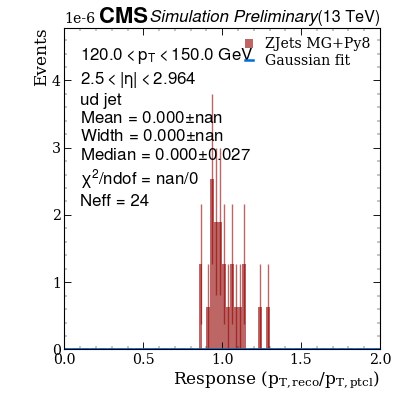 1e-6 CMS Simulation Preliminary (13 TeV)
Events
120.0<p_T<150.0 GeV
2.5<|η|<2.964
ud jet
Mean = 0.000±nan
Width = 0.000±nan
Median = 0.000±0.027
χ²/ndof = nan/0
Neff = 24
ZJets MG+Py8
Gaussian fit
4
3
2
1
0
0.0 0.5 1.0 1.5 2.0
Response (p_T,reco/p_T,ptcl)